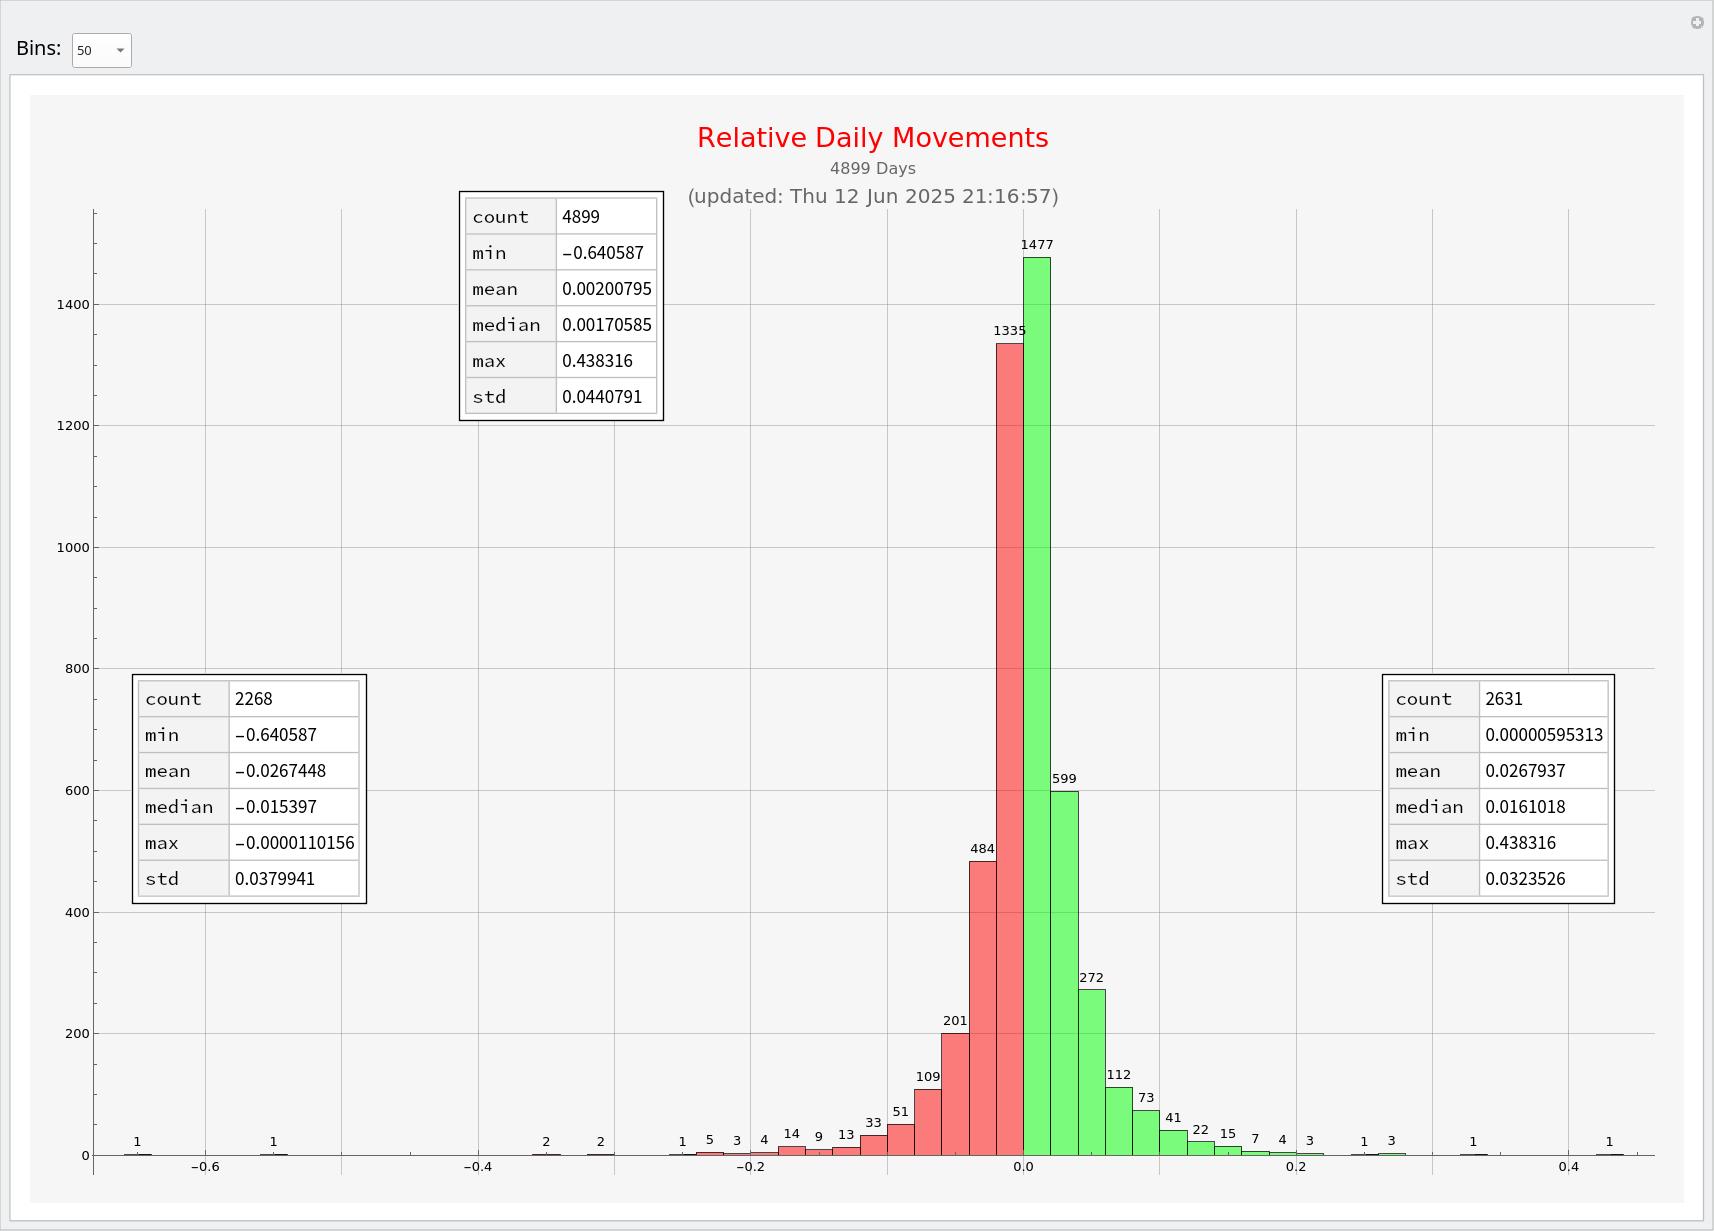 Bins: 50
Relative Daily Movements
4899 Days
(updated: Thu 12 Jun 2025 21:16:57)
count 4899
min −0.640587
mean 0.00200795
median 0.00170585
max 0.438316
std 0.0440791
1477
1400
1335
1200
1000
800
count 2268
min −0.640587
mean −0.0267448
median −0.015397
max −0.0000110156
std 0.0379941
count 2631
min 0.00000595313
mean 0.0267937
median 0.0161018
max 0.438316
std 0.0323526
600
599
484
400
272
200
201
109 112
51 73
33 41
1 1 2 2 1 5 3 4 14 9 13 22 15 7 4 3 1 3 1 1
0
−0.6 −0.4 −0.2 0.0 0.2 0.4